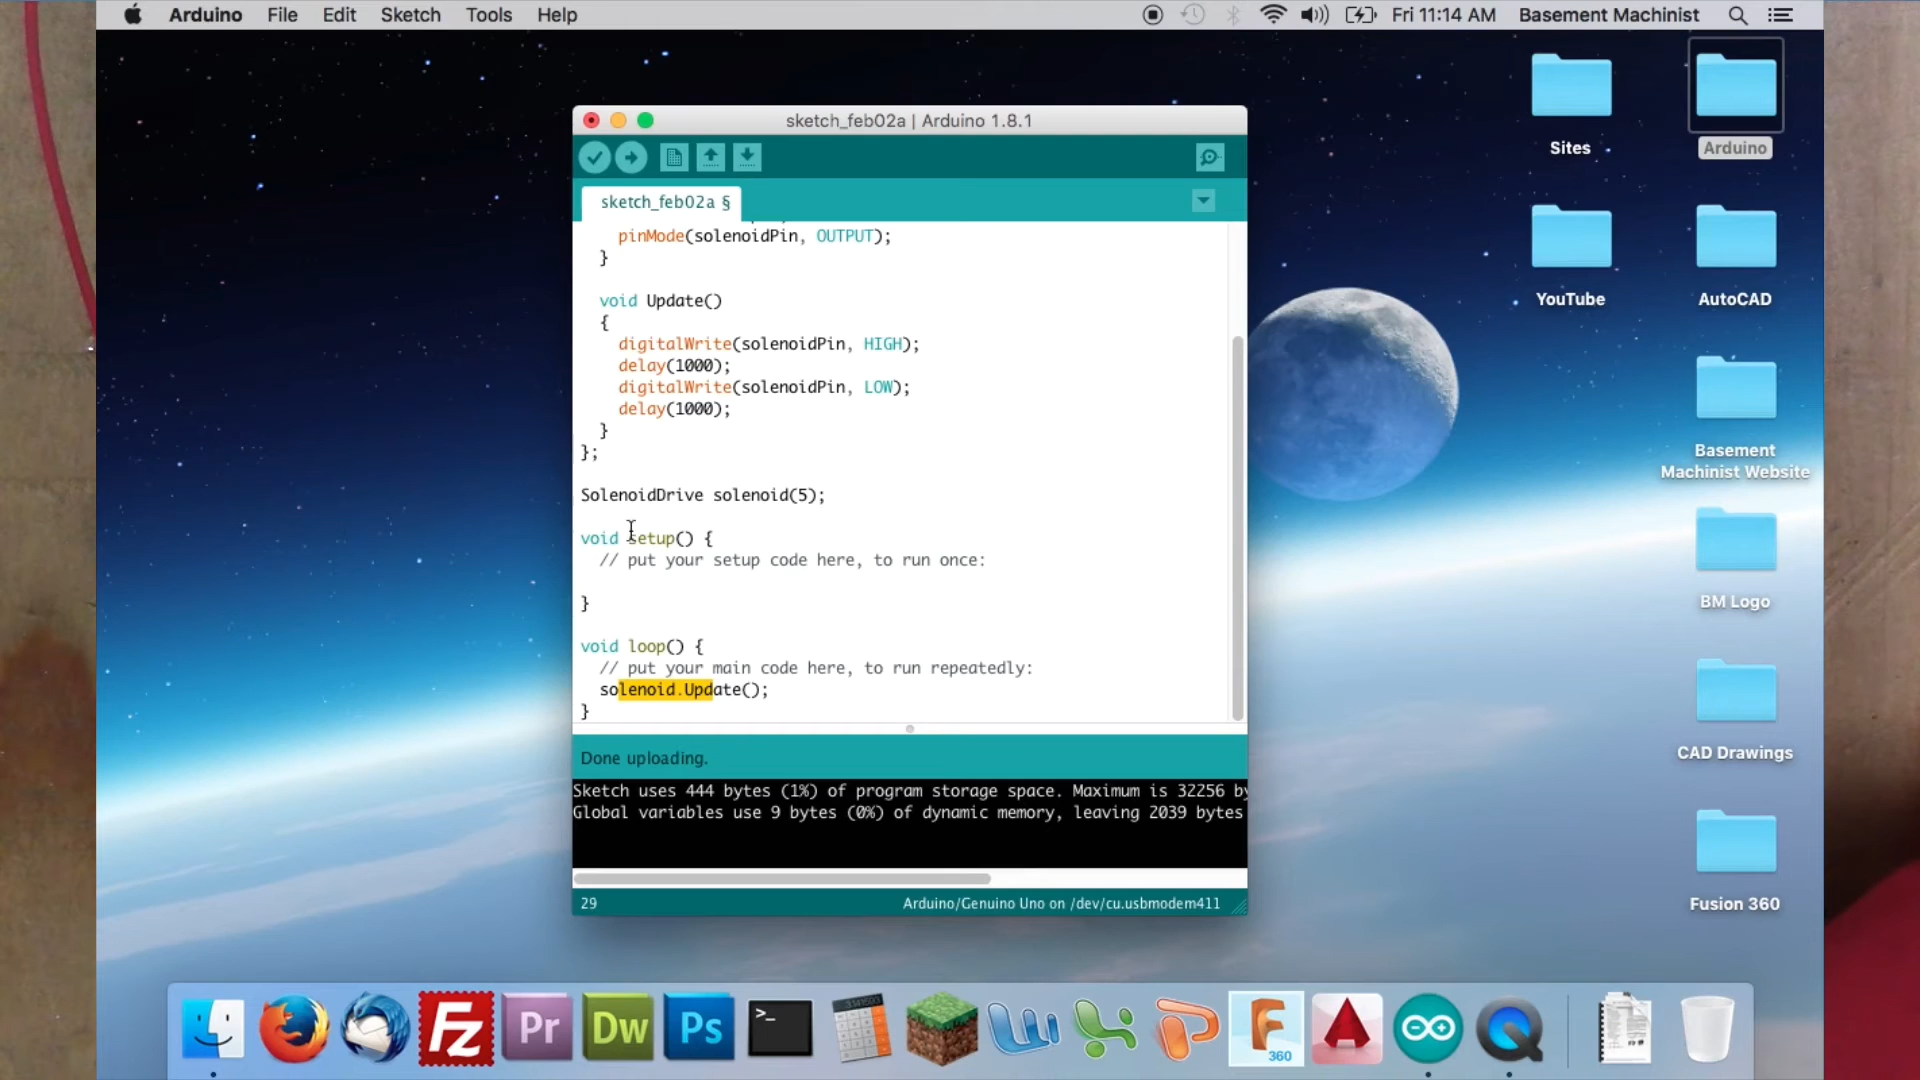 Arduino File Edit Sketch Tools Help Fri 11:14 AM Basement Machinist
Sites
Arduino
YouTube
AutoCAD
Basement
Machinist Website
BM Logo
CAD Drawings
Fusion 360
sketch_feb02a | Arduino 1.8.1
sketch_feb02a §
pinMode(solenoidPin, OUTPUT);
}
void Update()
{
digitalWrite(solenoidPin, HIGH);
delay(1000);
digitalWrite(solenoidPin, LOW);
delay(1000);
}
};
SolenoidDrive solenoid(5);
void setup() {
// put your setup code here, to run once:
}
void loop() {
// put your main code here, to run repeatedly:
solenoid.Update();
}
Done uploading.
Sketch uses 444 bytes (1%) of program storage space. Maximum is 32256 by
Global variables use 9 bytes (0%) of dynamic memory, leaving 2039 bytes
29 Arduino/Genuino Uno on /dev/cu.usbmodem411
Fz Pr Dw Ps >_ F 360